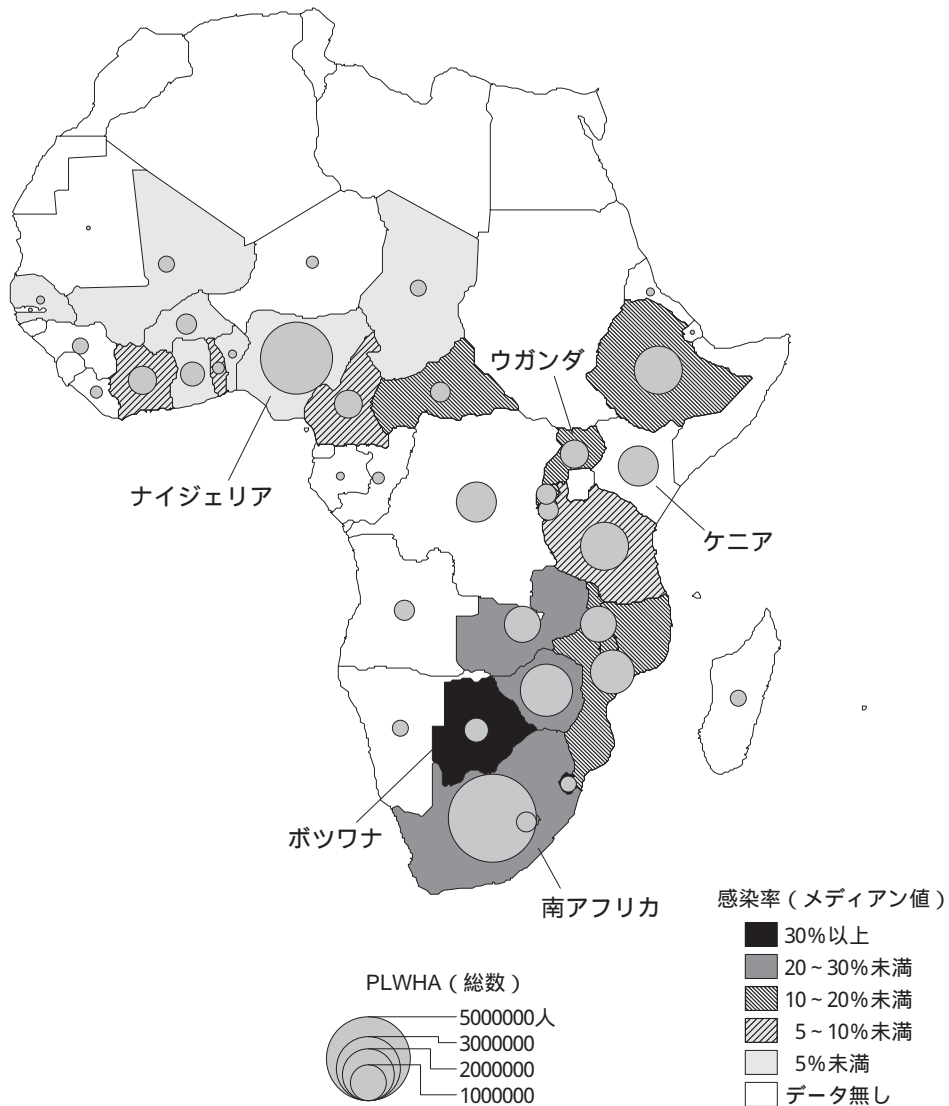 ウガンダ
ナイジェリア
ケニア
ボツワナ
南アフリカ
感染率（メディアン値）
30%以上
20～30%未満
10～20%未満
5～10%未満
5%未満
データ無し
PLWHA（総数）
5000000人
3000000
2000000
1000000